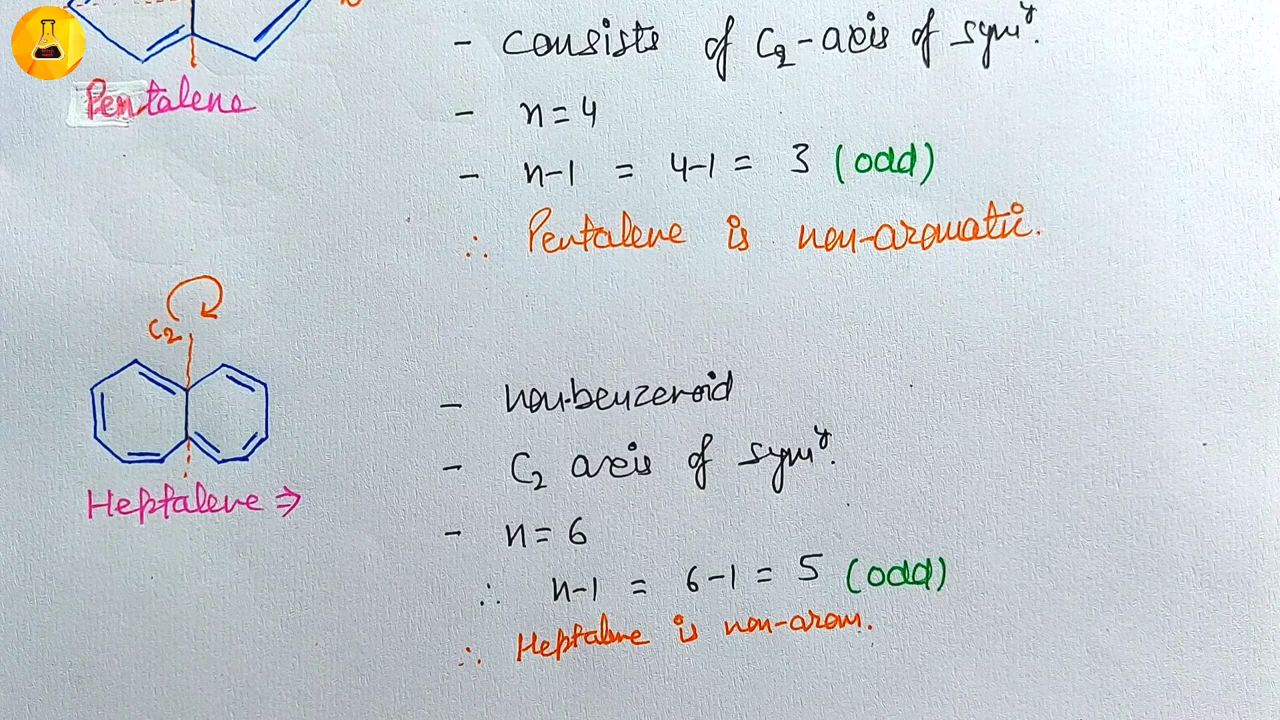 - consists of C2-axis of symy.
Pentalene
- n = 4
- n-1 = 4-1 = 3 (odd)
∴ Pentalene is non-aromatic.
C2
- non-benzenoid
- C2 axis of symy.
Heptalene ⇒
- n = 6
∴ n-1 = 6-1 = 5 (odd)
∴ Heptalene is non-arom.